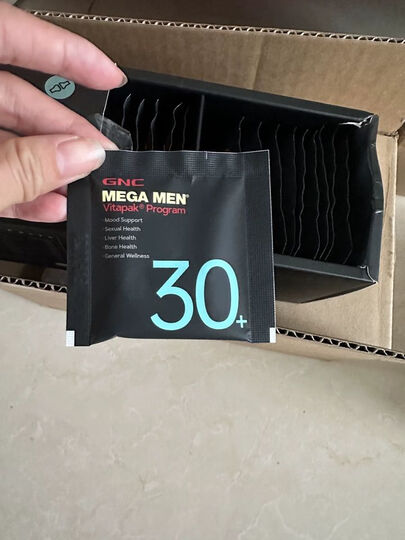 GNC
MEGA MEN®
Vitapak® Program
·Mood Support
·Sexual Health
·Liver Health
·Bone Health
·General Wellness
30+